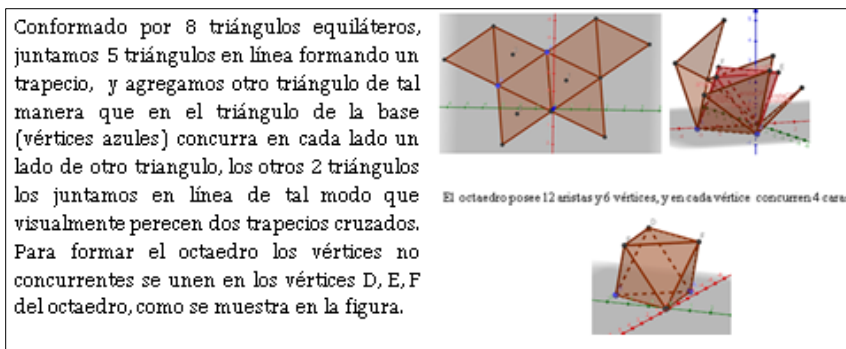 Conformado por 8 triángulos equiláteros,
juntamos 5 triángulos en línea formando un
trapecio, y agregamos otro triángulo de tal
manera que en el triángulo de la base
(vértices azules) concurra en cada lado un
lado de otro triangulo, los otros 2 triángulos
los juntamos en línea de tal modo que
visualmente perecen dos trapecios cruzados.
Para formar el octaedro los vértices no
concurrentes se unen en los vértices D, E, F
del octaedro, como se muestra en la figura.
El octaedro posee 12 aristas y 6 vértices, y en cada vértice concurren 4 caras